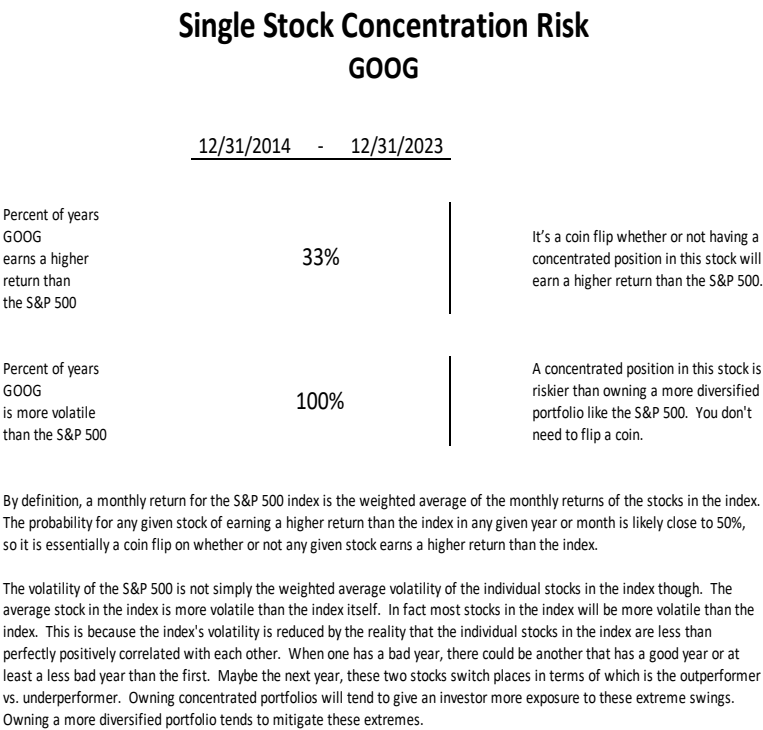 Single Stock Concentration Risk
GOOG
12/31/2014 - 12/31/2023
Percent of years
GOOG
earns a higher
return than
the S&P 500
33%
It's a coin flip whether or not having a
concentrated position in this stock will
earn a higher return than the S&P 500.
Percent of years
GOOG
is more volatile
than the S&P 500
100%
A concentrated position in this stock is
riskier than owning a more diversified
portfolio like the S&P 500. You don't
need to flip a coin.
By definition, a monthly return for the S&P 500 index is the weighted average of the monthly returns of the stocks in the index.
The probability for any given stock of earning a higher return than the index in any given year or month is likely close to 50%,
so it is essentially a coin flip on whether or not any given stock earns a higher return than the index.
The volatility of the S&P 500 is not simply the weighted average volatility of the individual stocks in the index though. The
average stock in the index is more volatile than the index itself. In fact most stocks in the index will be more volatile than the
index. This is because the index's volatility is reduced by the reality that the individual stocks in the index are less than
perfectly positively correlated with each other. When one has a bad year, there could be another that has a good year or at
least a less bad year than the first. Maybe the next year, these two stocks switch places in terms of which is the outperformer
vs. underperformer. Owning concentrated portfolios will tend to give an investor more exposure to these extreme swings.
Owning a more diversified portfolio tends to mitigate these extremes.